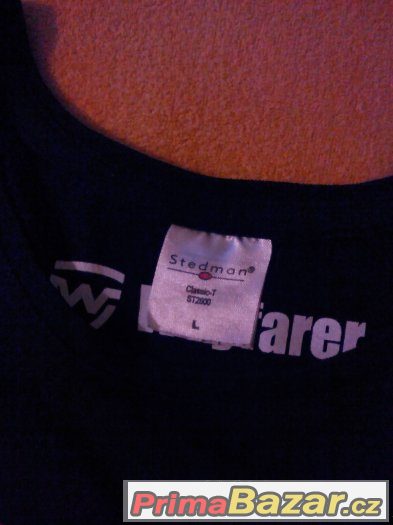 Stedman®
Classic-T
ST2000
L
W
farer
PrimaBazar.cz